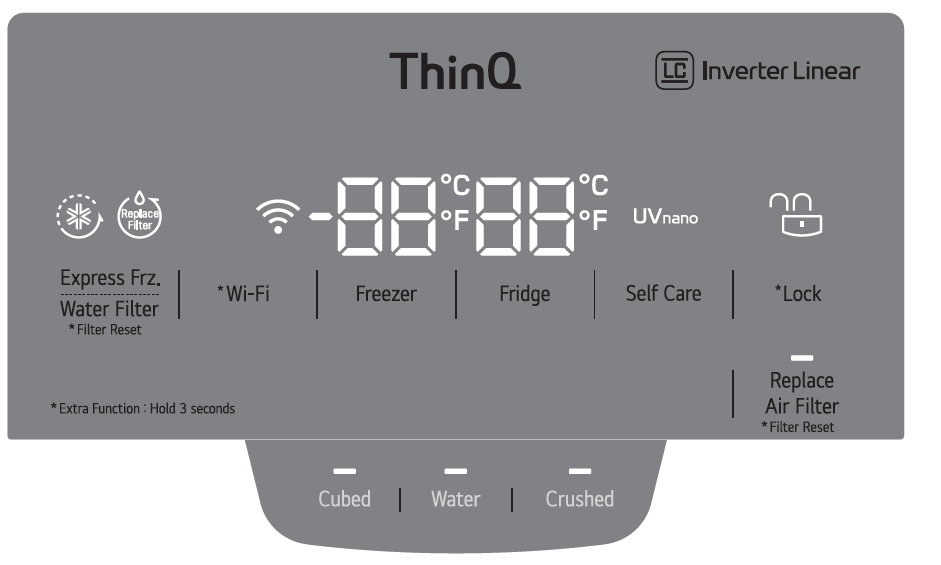 ThinQ
LC Inverter Linear
Replace
Filter
-88°C °F 88°C °F
UVnano
Express Frz.
Water Filter
*Filter Reset
*Wi-Fi
Freezer
Fridge
Self Care
*Lock
Replace
Air Filter
*Filter Reset
*Extra Function : Hold 3 seconds
Cubed
Water
Crushed